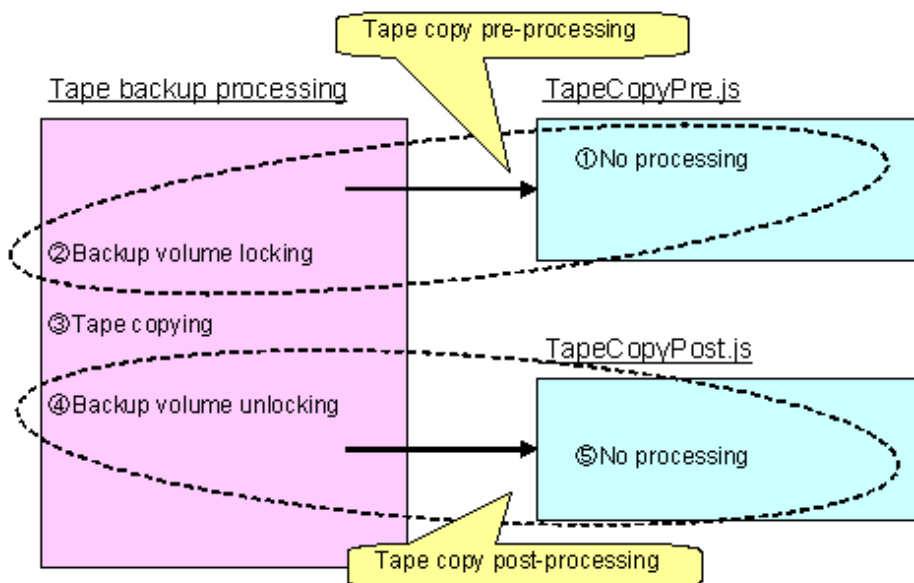 Tape copy pre-processing
Tape backup processing
TapeCopyPre.js
①No processing
②Backup volume locking
③Tape copying
TapeCopyPost.js
④Backup volume unlocking
⑤No processing
Tape copy post-processing